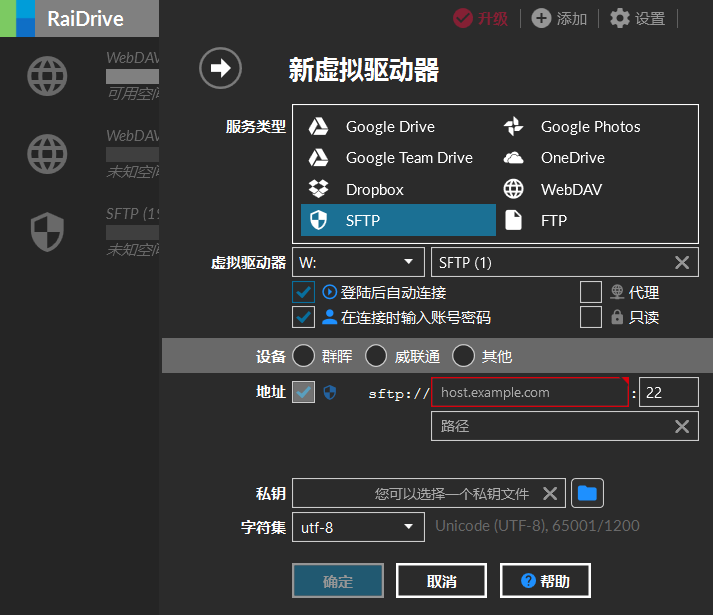 RaiDrive
升级
添加
设置
WebDAV
可用空间
WebDAV
未知空间
SFTP (19
未知空间
新虚拟驱动器
服务类型
Google Drive
Google Photos
Google Team Drive
OneDrive
Dropbox
WebDAV
SFTP
FTP
虚拟驱动器
W:
SFTP (1)
登陆后自动连接
代理
在连接时输入账号密码
只读
设备
群晖
威联通
其他
地址
sftp://
host.example.com
:
22
路径
私钥
您可以选择一个私钥文件
字符集
utf-8
Unicode (UTF-8), 65001/1200
确定
取消
帮助